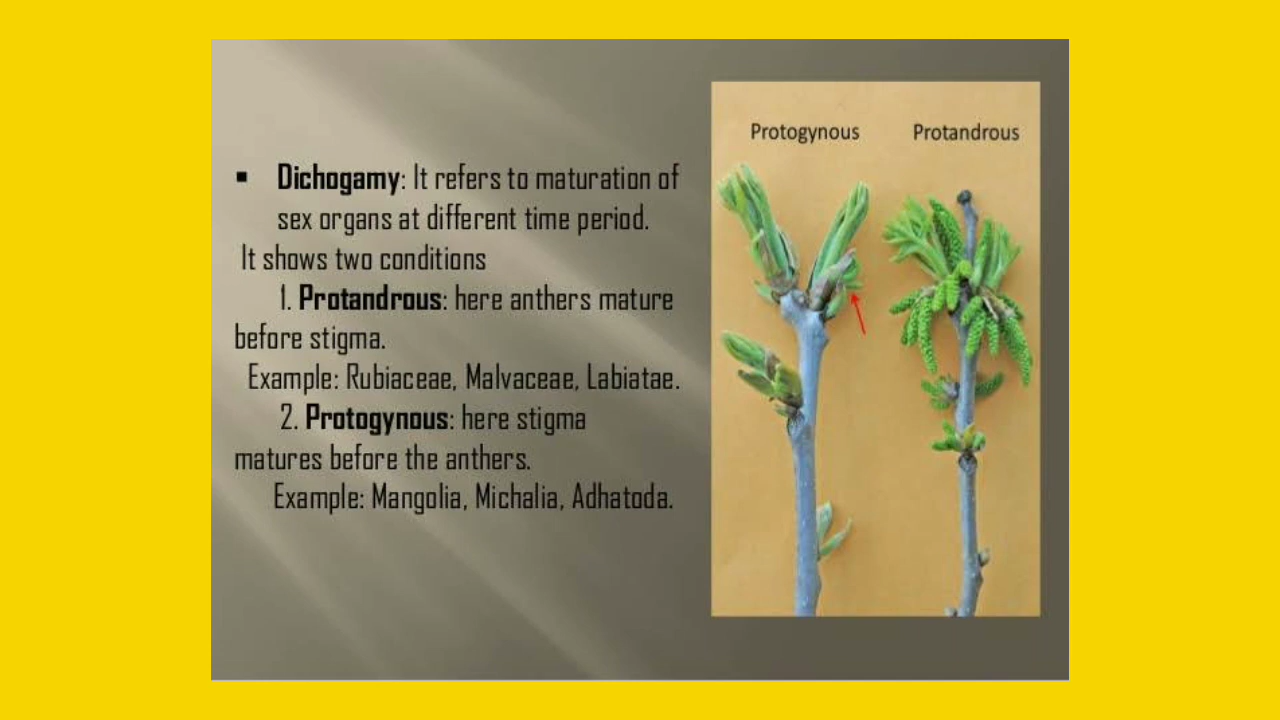 ▪ Dichogamy: It refers to maturation of
sex organs at different time period.
It shows two conditions
1. Protandrous: here anthers mature
before stigma.
Example: Rubiaceae, Malvaceae, Labiatae.
2. Protogynous: here stigma
matures before the anthers.
Example: Mangolia, Michalia, Adhatoda.
Protogynous
Protandrous